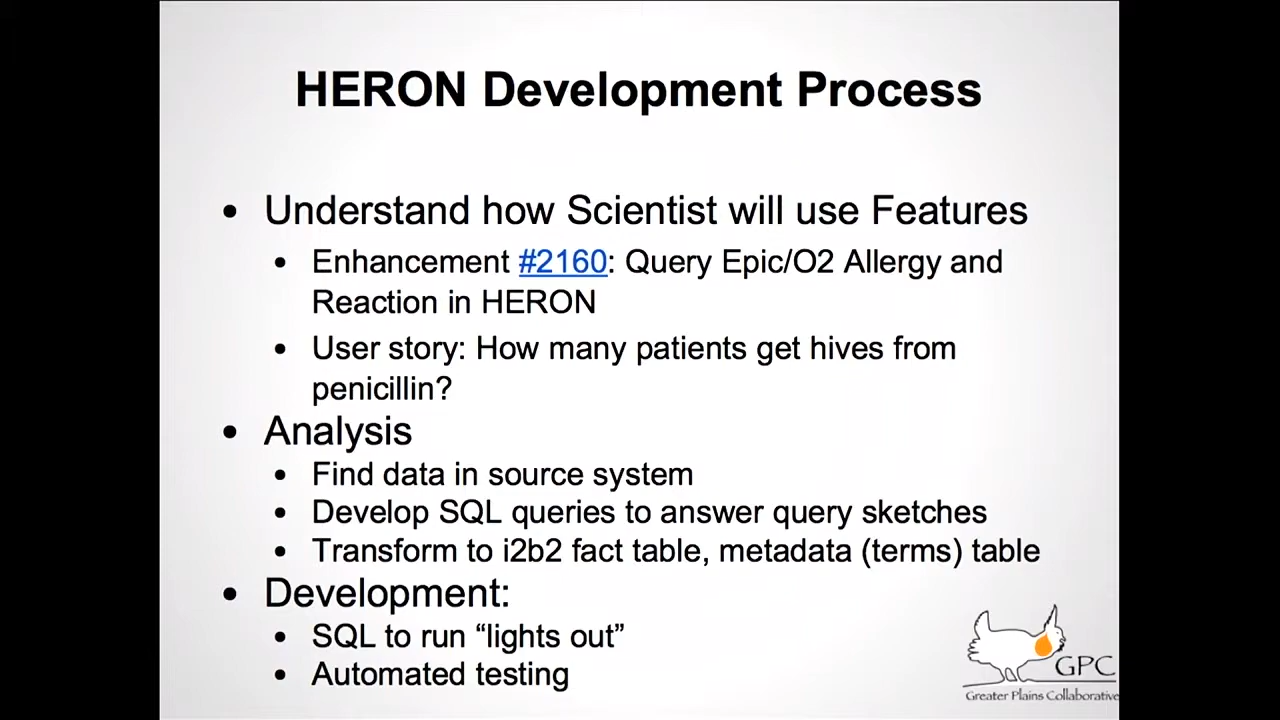 HERON Development Process
• Understand how Scientist will use Features
• Enhancement #2160: Query Epic/O2 Allergy and
Reaction in HERON
• User story: How many patients get hives from
penicillin?
• Analysis
• Find data in source system
• Develop SQL queries to answer query sketches
• Transform to i2b2 fact table, metadata (terms) table
• Development:
• SQL to run “lights out”
• Automated testing
GPC
Greater Plains Collaborative